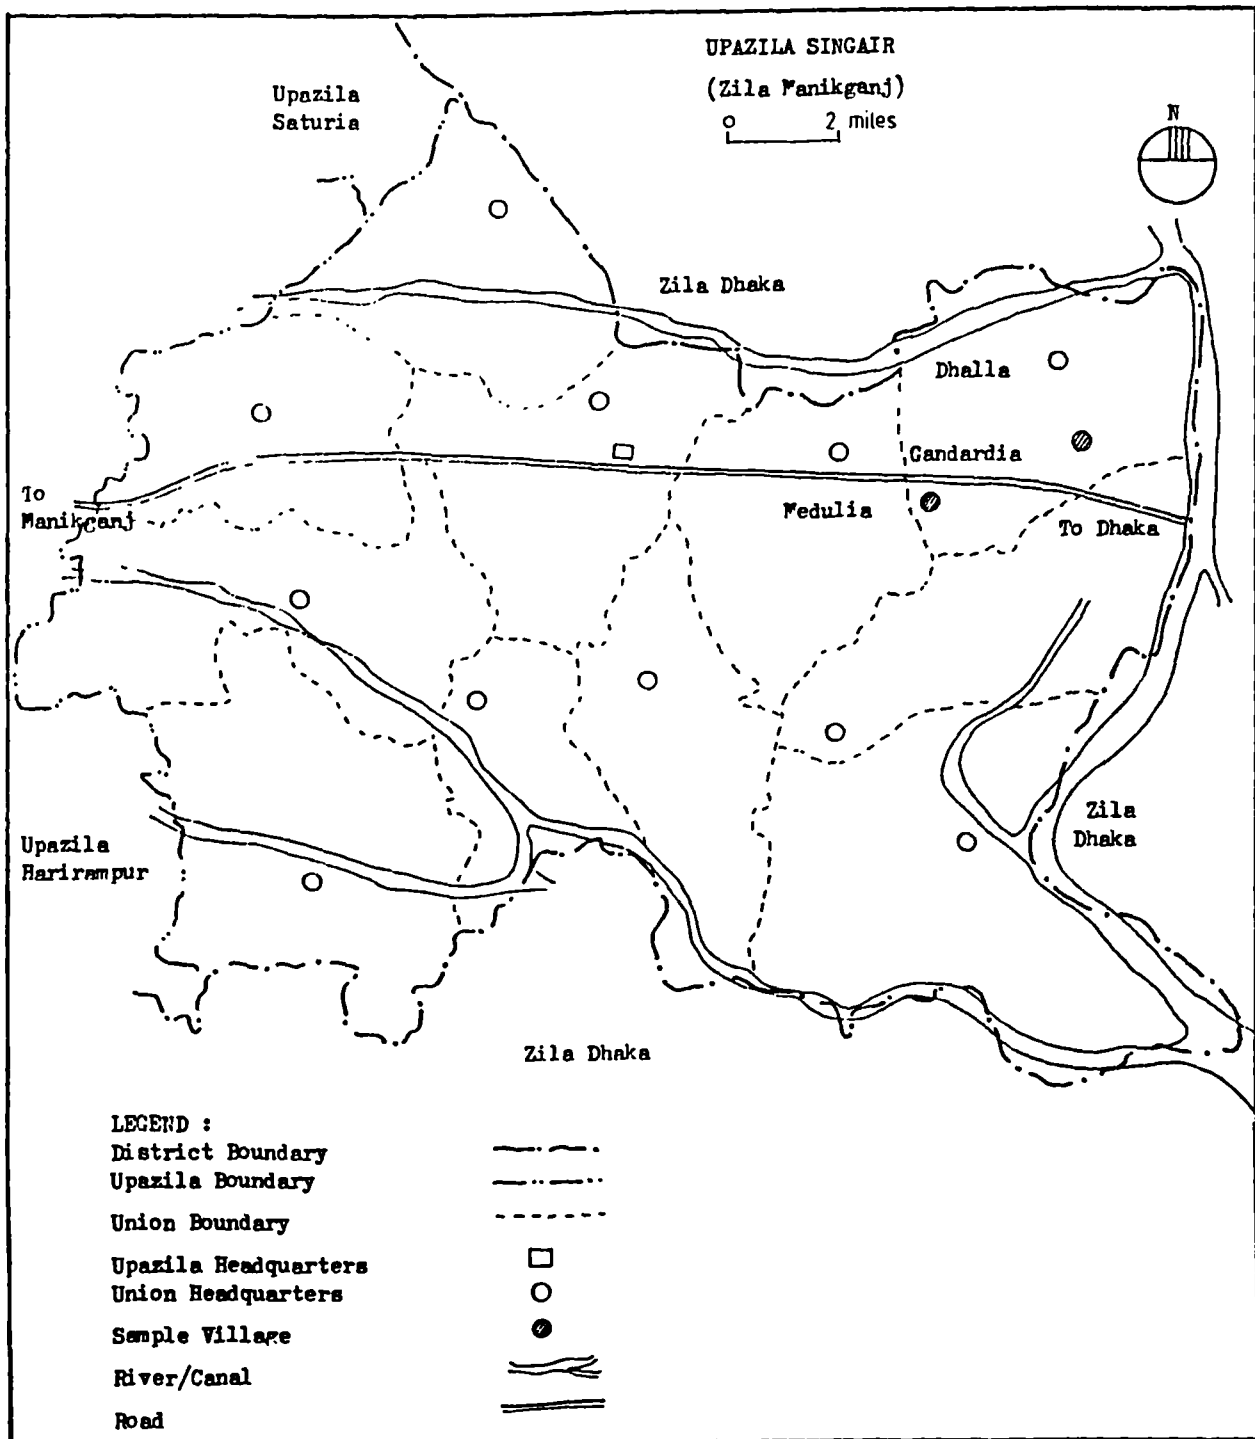 UPAZILA SINGAIR
(Zila Manikganj)
0 2 miles
N
Upazila
Saturia
Zila Dhaka
Dhalla
Gandardia
Medulia
To Dhaka
To
Manikganj
Zila
Dhaka
Upazila
Harirampur
Zila Dhaka
LEGEND :
District Boundary
Upazila Boundary
Union Boundary
Upazila Headquarters
Union Headquarters
Sample Village
River/Canal
Road